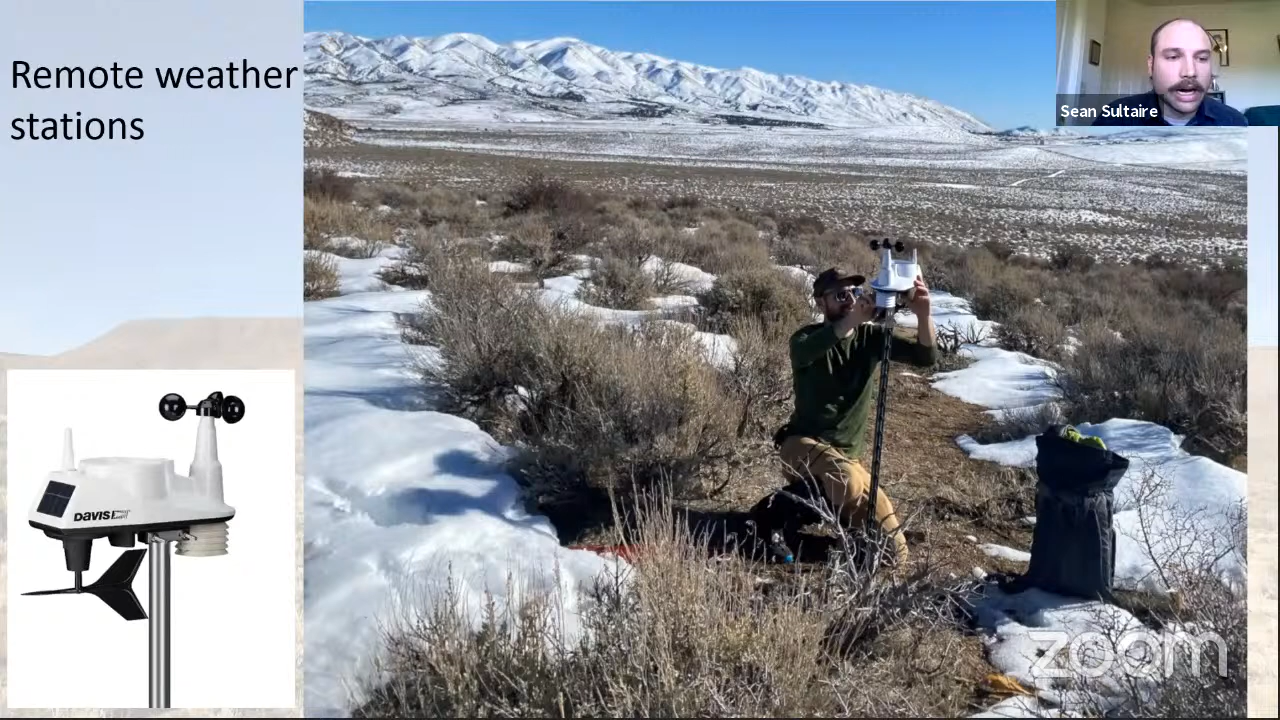 Remote weather
stations
Sean Sultaire
DAVIS
zoom